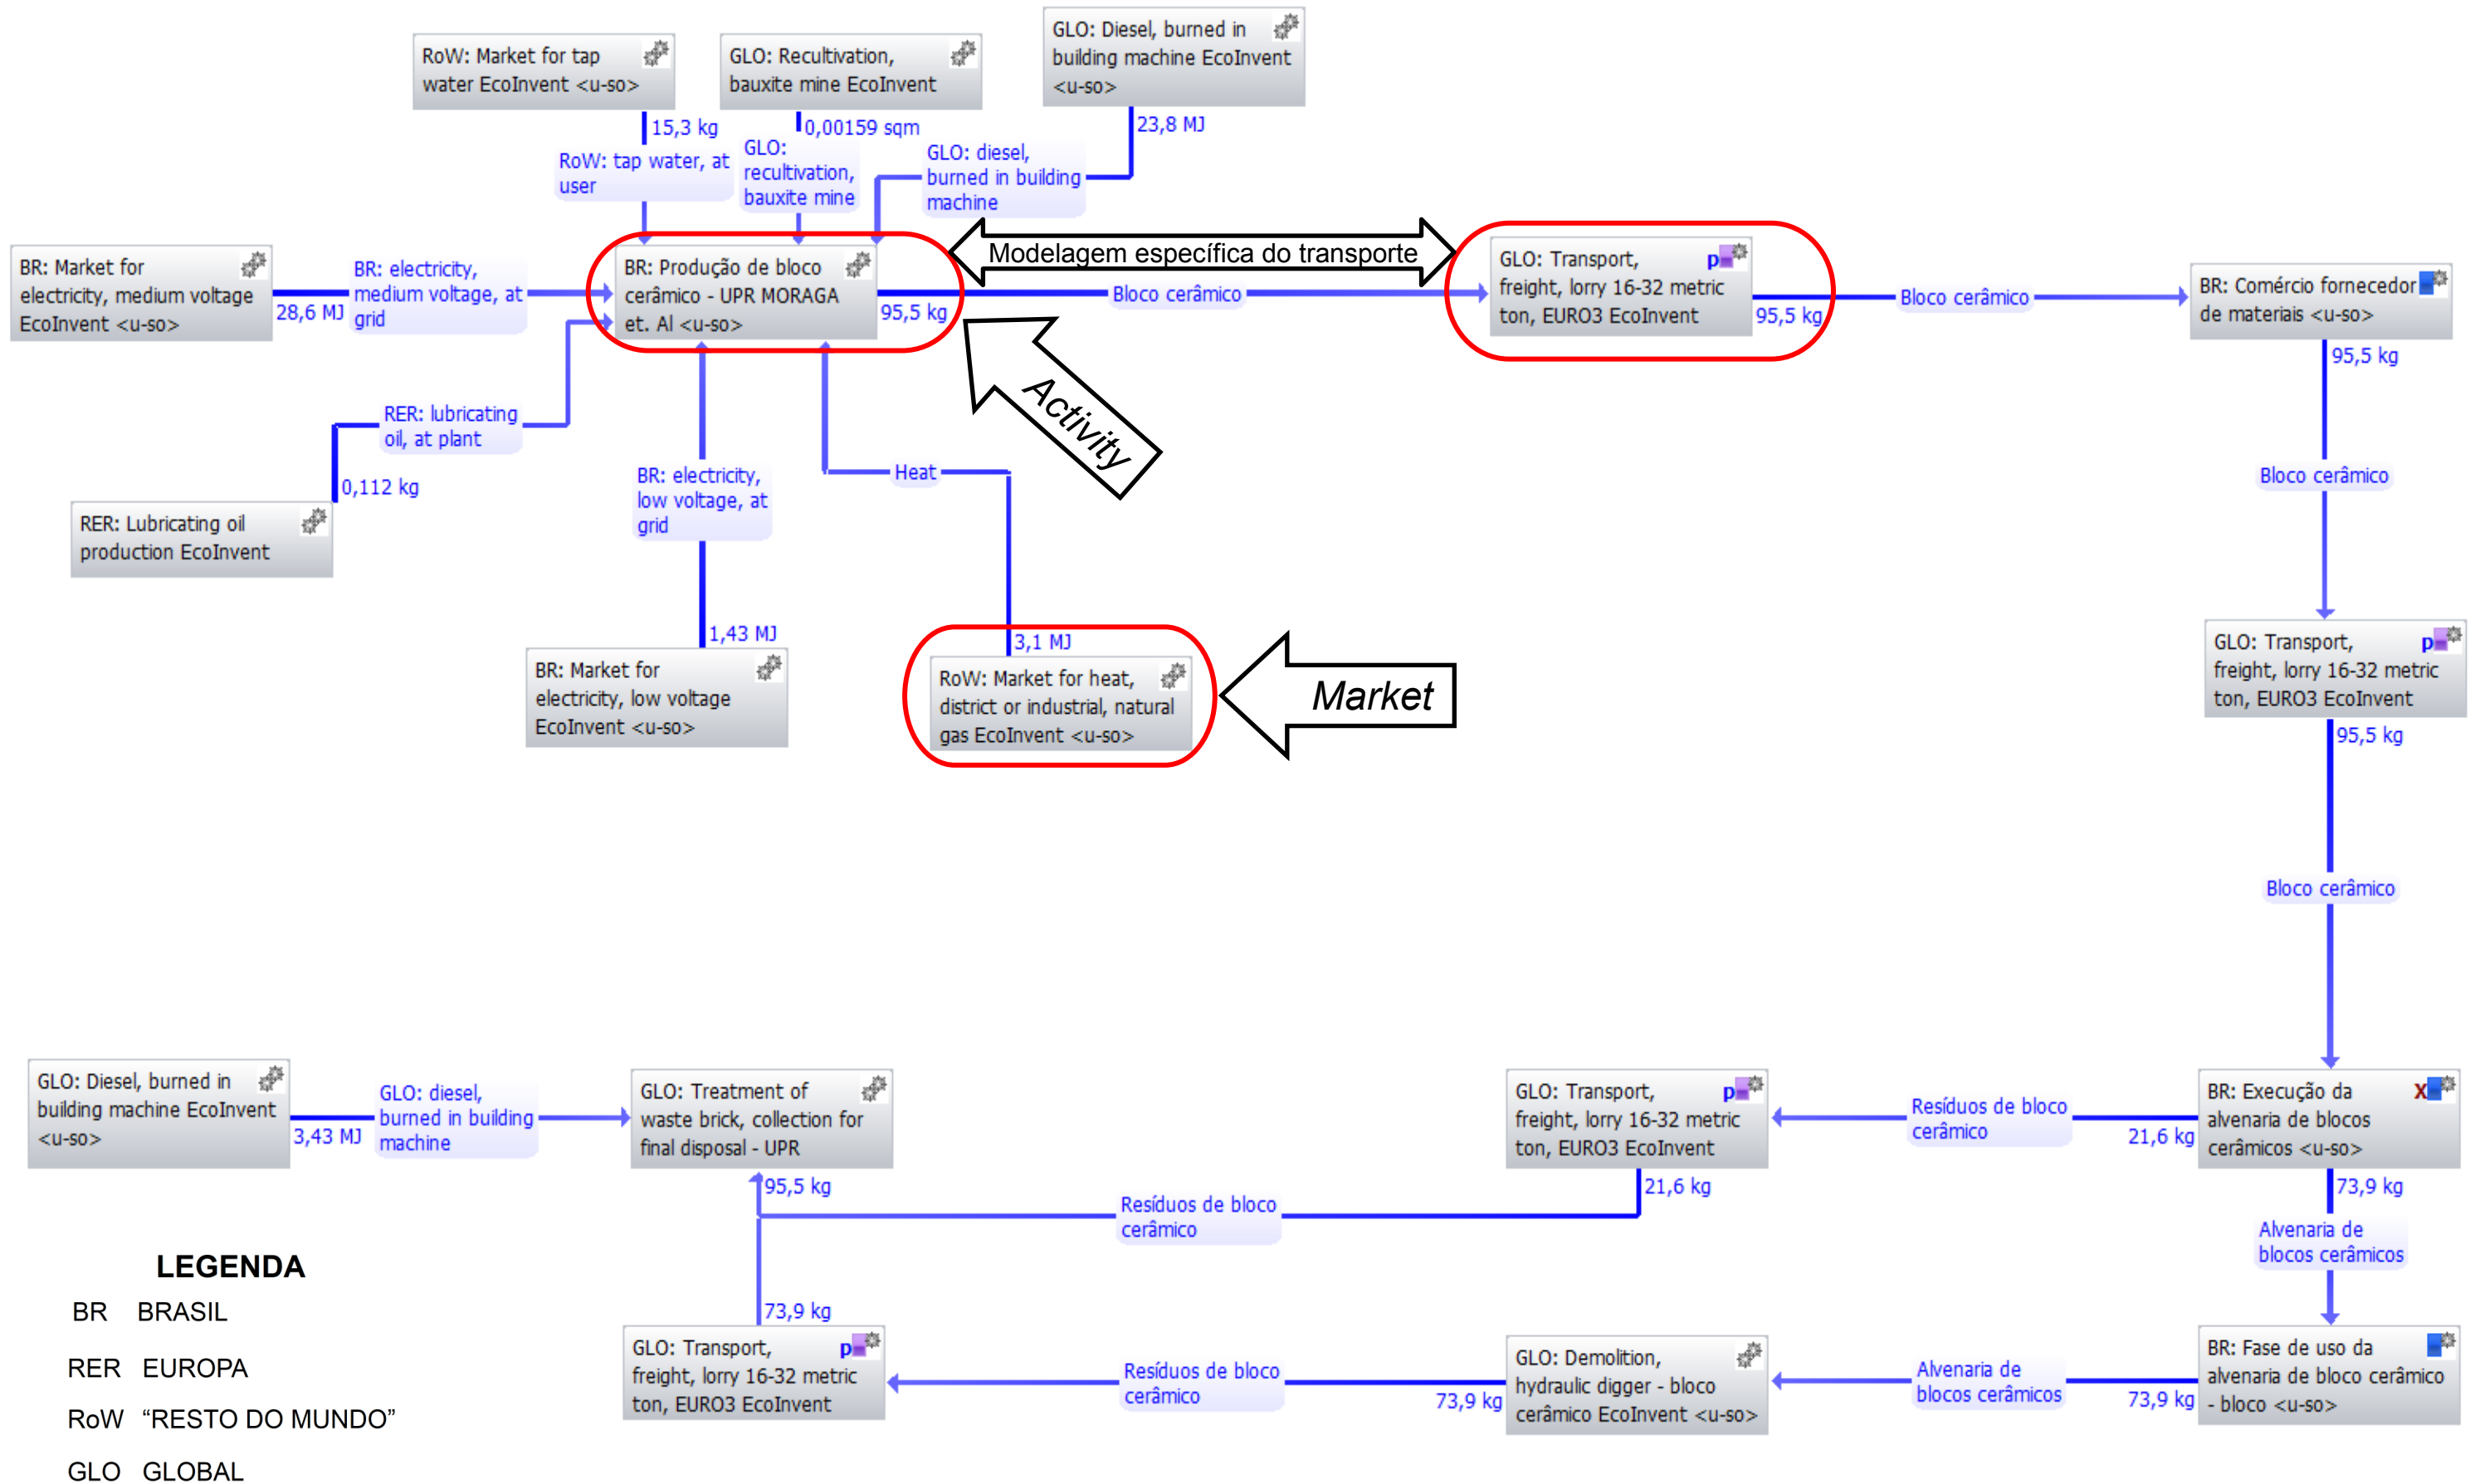 RoW: Market for tap
water EcoInvent <u-so>
15,3 kg
RoW: tap water, at
user
GLO: Recultivation,
bauxite mine EcoInvent
0,00159 sqm
GLO:
recultivation,
bauxite mine
GLO: Diesel, burned in
building machine EcoInvent
<u-so>
23,8 MJ
GLO: diesel,
burned in building
machine
BR: Market for
electricity, medium voltage
EcoInvent <u-so>
28,6 MJ
BR: electricity,
medium voltage, at
grid
BR: Produção de bloco
cerâmico - UPR MORAGA
et. Al <u-so>
95,5 kg
Modelagem específica do transporte
Bloco cerâmico
GLO: Transport,
freight, lorry 16-32 metric
ton, EURO3 EcoInvent
p
95,5 kg
Bloco cerâmico
BR: Comércio fornecedor
de materiais <u-so>
95,5 kg
Activity
RER: lubricating
oil, at plant
0,112 kg
RER: Lubricating oil
production EcoInvent
BR: electricity,
low voltage, at
grid
1,43 MJ
BR: Market for
electricity, low voltage
EcoInvent <u-so>
Heat
3,1 MJ
RoW: Market for heat,
district or industrial, natural
gas EcoInvent <u-so>
Market
Bloco cerâmico
GLO: Transport,
freight, lorry 16-32 metric
ton, EURO3 EcoInvent
p
95,5 kg
Bloco cerâmico
GLO: Diesel, burned in
building machine EcoInvent
<u-so>
3,43 MJ
GLO: diesel,
burned in building
machine
GLO: Treatment of
waste brick, collection for
final disposal - UPR
95,5 kg
GLO: Transport,
freight, lorry 16-32 metric
ton, EURO3 EcoInvent
p
21,6 kg
Resíduos de bloco
cerâmico
21,6 kg
BR: Execução da
alvenaria de blocos
cerâmicos <u-so>
X
73,9 kg
Resíduos de bloco
cerâmico
Alvenaria de
blocos cerâmicos
73,9 kg
GLO: Transport,
freight, lorry 16-32 metric
ton, EURO3 EcoInvent
p
Resíduos de bloco
cerâmico
73,9 kg
GLO: Demolition,
hydraulic digger - bloco
cerâmico EcoInvent <u-so>
Alvenaria de
blocos cerâmicos
73,9 kg
BR: Fase de uso da
alvenaria de bloco cerâmico
- bloco <u-so>
LEGENDA
BR BRASIL
RER EUROPA
RoW “RESTO DO MUNDO”
GLO GLOBAL